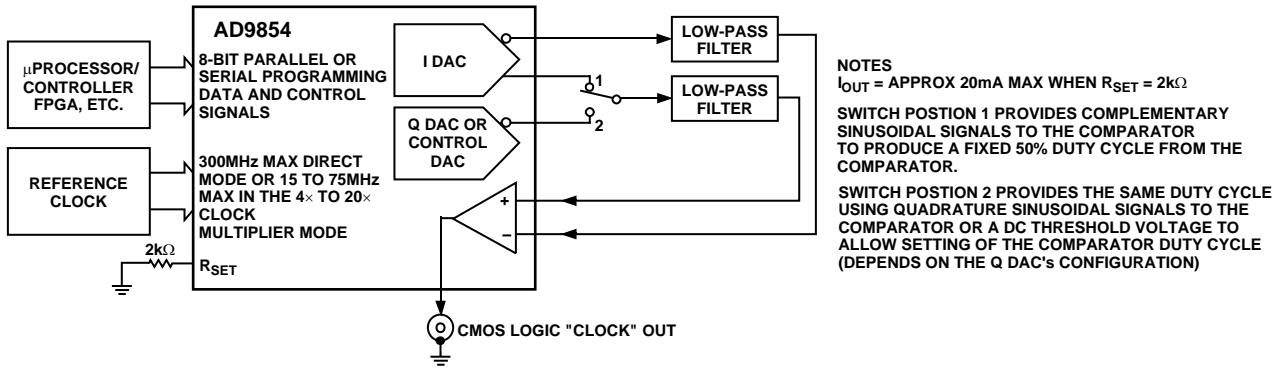 AD9854
µPROCESSOR/
CONTROLLER
FPGA, ETC.
8-BIT PARALLEL OR
SERIAL PROGRAMMING
DATA AND CONTROL
SIGNALS
REFERENCE
CLOCK
300MHz MAX DIRECT
MODE OR 15 TO 75MHz
MAX IN THE 4× TO 20×
CLOCK
MULTIPLIER MODE
2kΩ
RSET
I DAC
Q DAC OR
CONTROL
DAC
1
2
+
–
LOW-PASS
FILTER
LOW-PASS
FILTER
CMOS LOGIC "CLOCK" OUT
NOTES
IOUT = APPROX 20mA MAX WHEN RSET = 2kΩ
SWITCH POSTION 1 PROVIDES COMPLEMENTARY
SINUSOIDAL SIGNALS TO THE COMPARATOR
TO PRODUCE A FIXED 50% DUTY CYCLE FROM THE
COMPARATOR.
SWITCH POSTION 2 PROVIDES THE SAME DUTY CYCLE
USING QUADRATURE SINUSOIDAL SIGNALS TO THE
COMPARATOR OR A DC THRESHOLD VOLTAGE TO
ALLOW SETTING OF THE COMPARATOR DUTY CYCLE
(DEPENDS ON THE Q DAC's CONFIGURATION)